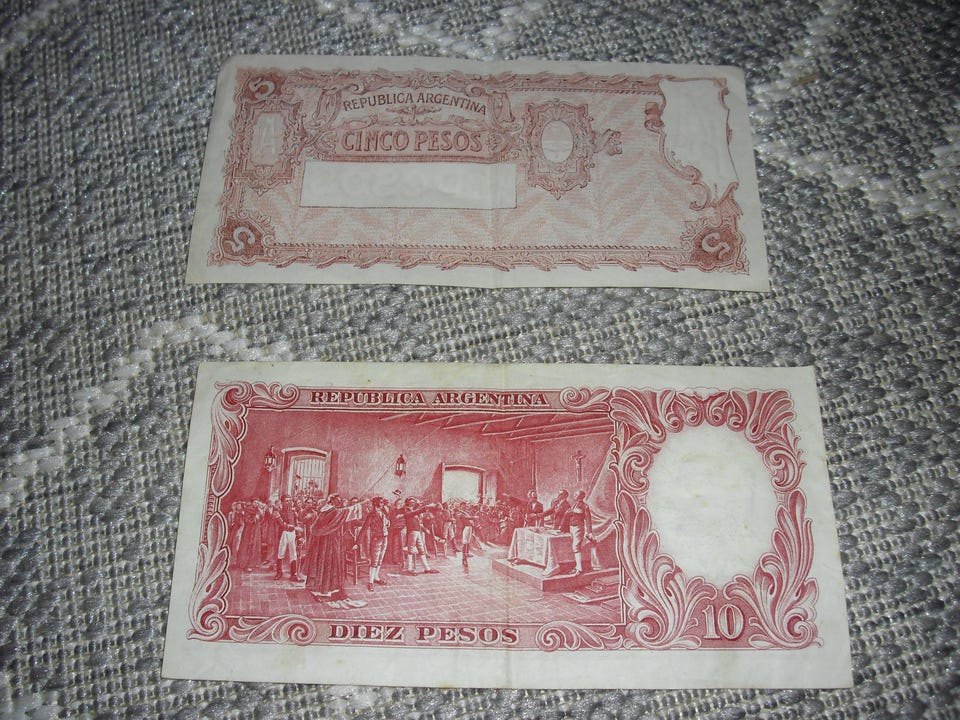 5
REPUBLICA ARGENTINA
CINCO PESOS
5
5
REPUBLICA ARGENTINA
DIEZ PESOS
10